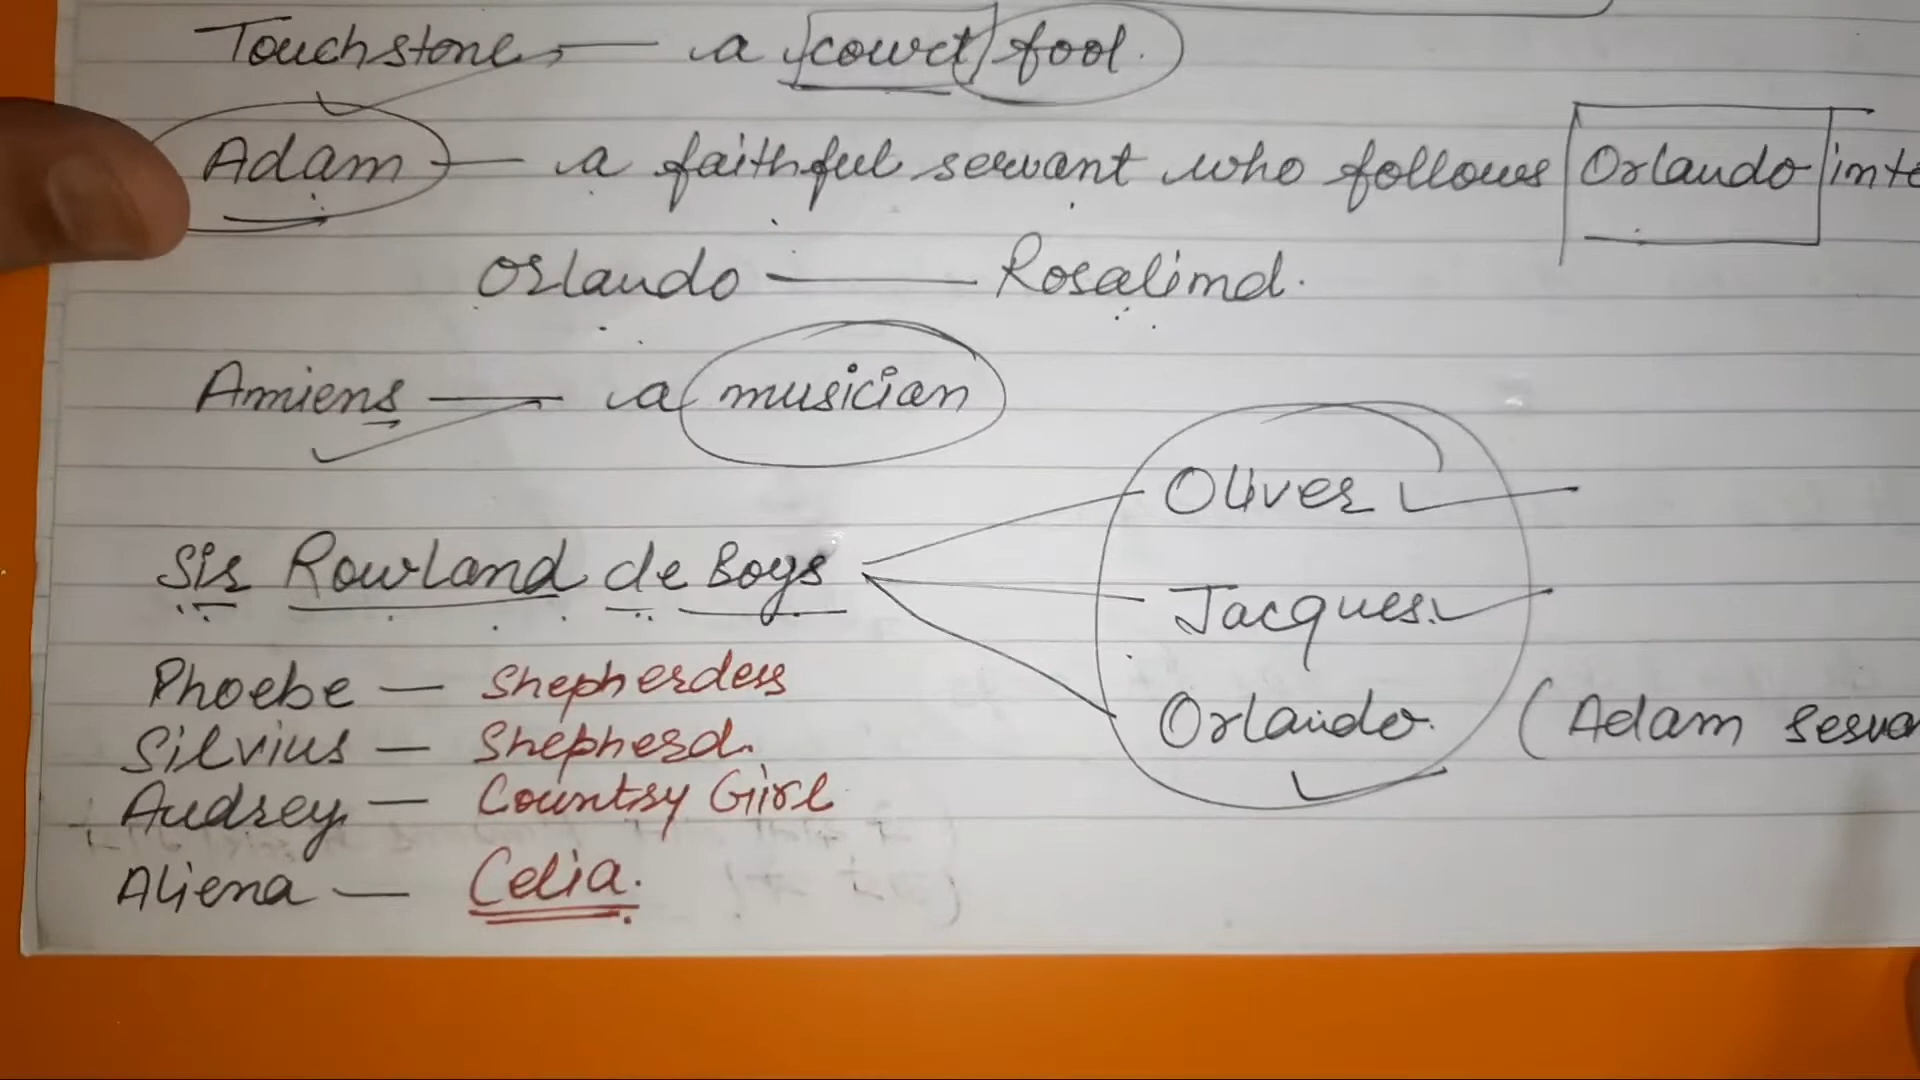 Touchstone — a court fool.
Adam — a faithful servant who follows Orlando into
Orlando — Rosalind.
Amiens — a musician
Oliver
Sir Rowland de Boys
Jacques.
Orlando. (Adam serva
Phoebe — Shepherdess
Silvius — Shepherd.
Audrey — Country Girl
Aliena — Celia.